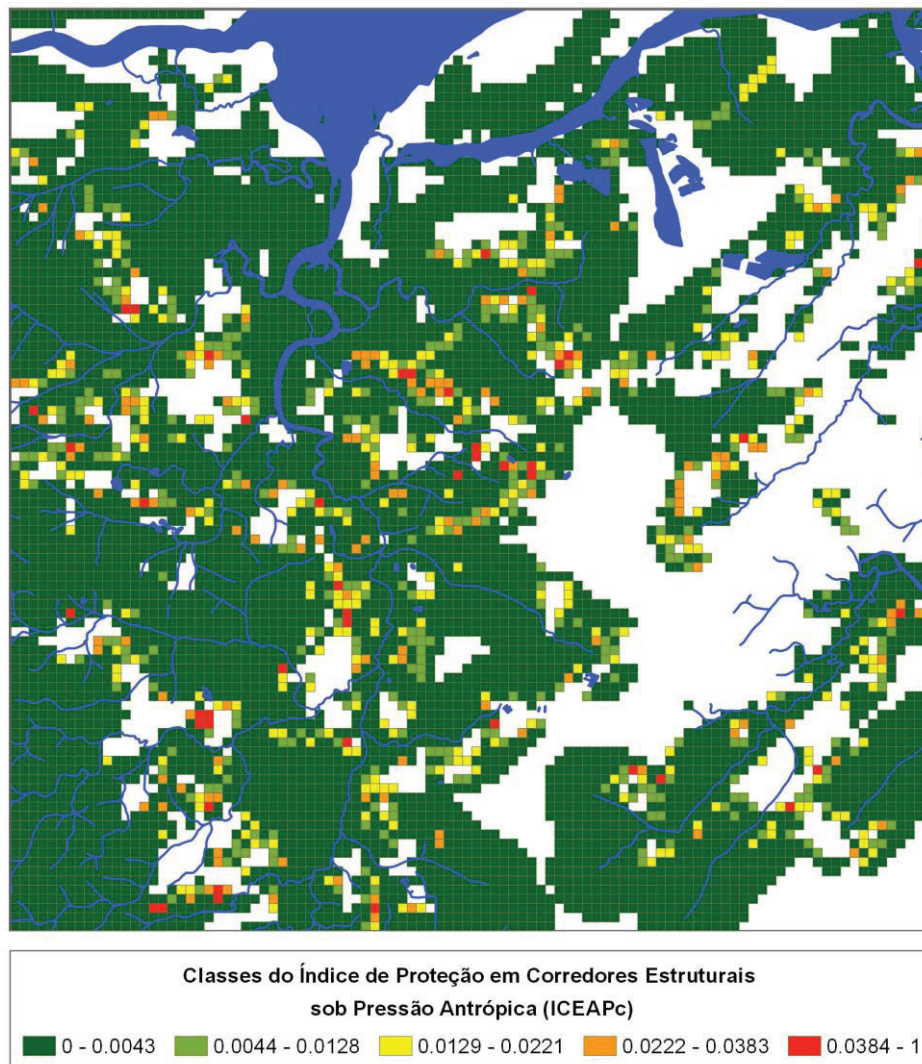 Classes do Índice de Proteção em Corredores Estruturais
sob Pressão Antrópica (ICEAPc)
0 - 0.0043 0.0044 - 0.0128 0.0129 - 0.0221 0.0222 - 0.0383 0.0384 - 1